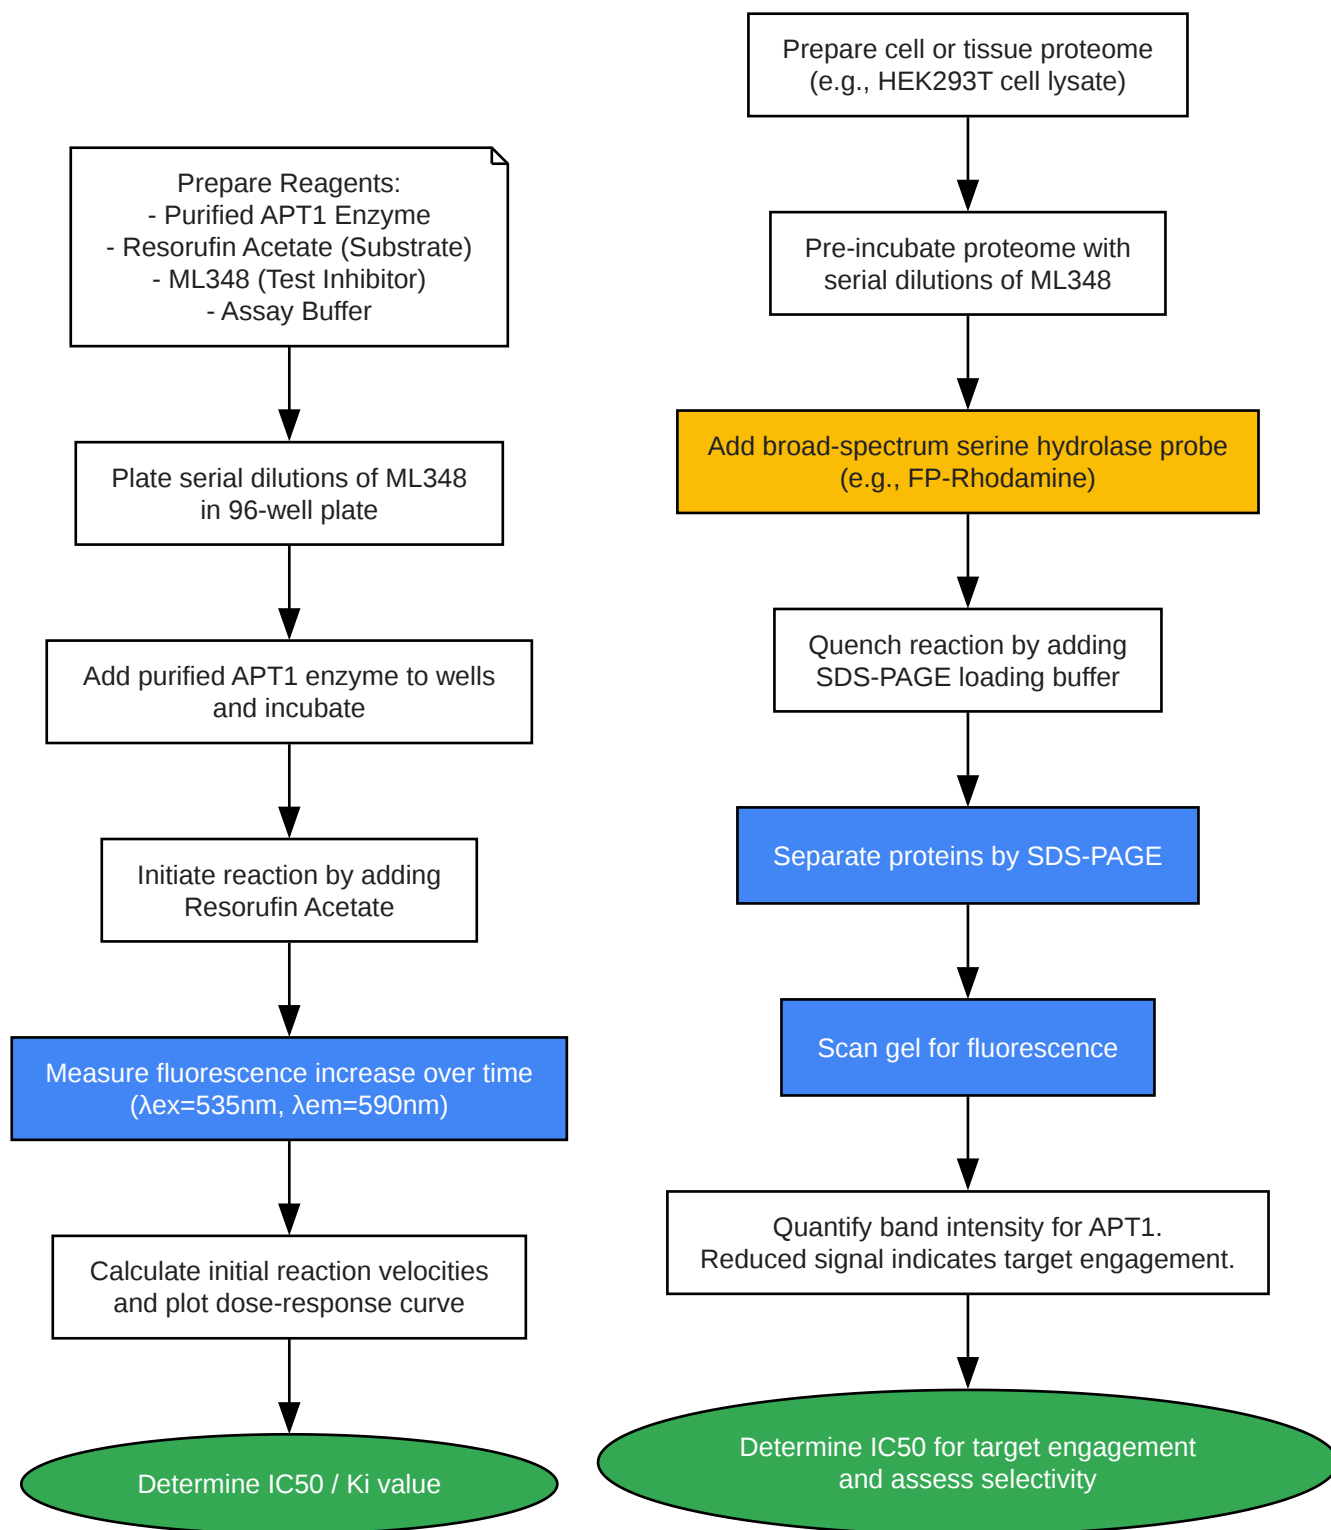 Prepare Reagents:
- Purified APT1 Enzyme
- Resorufin Acetate (Substrate)
- ML348 (Test Inhibitor)
- Assay Buffer
Plate serial dilutions of ML348
in 96-well plate
Add purified APT1 enzyme to wells
and incubate
Initiate reaction by adding
Resorufin Acetate
Measure fluorescence increase over time
(λex=535nm, λem=590nm)
Calculate initial reaction velocities
and plot dose-response curve
Determine IC50 / Ki value
Prepare cell or tissue proteome
(e.g., HEK293T cell lysate)
Pre-incubate proteome with
serial dilutions of ML348
Add broad-spectrum serine hydrolase probe
(e.g., FP-Rhodamine)
Quench reaction by adding
SDS-PAGE loading buffer
Separate proteins by SDS-PAGE
Scan gel for fluorescence
Quantify band intensity for APT1.
Reduced signal indicates target engagement.
Determine IC50 for target engagement
and assess selectivity